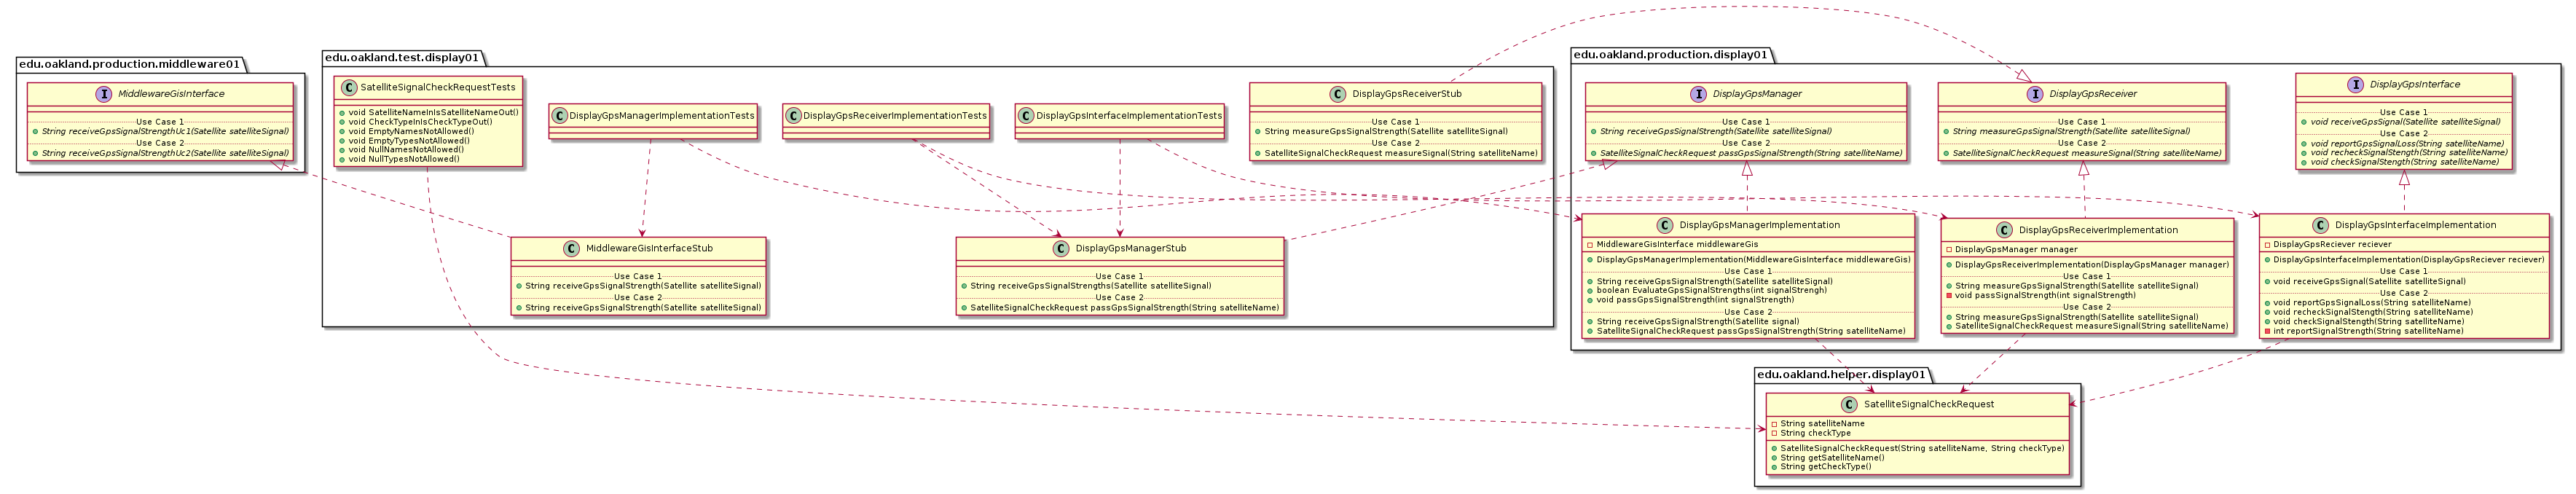 edu.oakland.production.middleware01
I MiddlewareGisInterface
Use Case 1
String receiveGpsSignalStrengthUc1(Satellite satelliteSignal)
Use Case 2
String receiveGpsSignalStrengthUc2(Satellite satelliteSignal)
edu.oakland.test.display01
C SatelliteSignalCheckRequestTests
void SatelliteNameInIsSatelliteNameOut()
void CheckTypeInIsCheckTypeOut()
void EmptyNamesNotAllowed()
void EmptyTypesNotAllowed()
void NullNamesNotAllowed()
void NullTypesNotAllowed()
C DisplayGpsManagerImplementationTests
C DisplayGpsReceiverImplementationTests
C DisplayGpsInterfaceImplementationTests
C DisplayGpsReceiverStub
Use Case 1
String measureGpsSignalStrength(Satellite satelliteSignal)
Use Case 2
SatelliteSignalCheckRequest measureSignal(String satelliteName)
C MiddlewareGisInterfaceStub
Use Case 1
String receiveGpsSignalStrength(Satellite satelliteSignal)
Use Case 2
String receiveGpsSignalStrength(Satellite satelliteSignal)
C DisplayGpsManagerStub
Use Case 1
String receiveGpsSignalStrengths(Satellite satelliteSignal)
Use Case 2
SatelliteSignalCheckRequest passGpsSignalStrength(String satelliteName)
edu.oakland.production.display01
I DisplayGpsManager
Use Case 1
String receiveGpsSignalStrength(Satellite satelliteSignal)
Use Case 2
SatelliteSignalCheckRequest passGpsSignalStrength(String satelliteName)
I DisplayGpsReceiver
Use Case 1
String measureGpsSignalStrength(Satellite satelliteSignal)
Use Case 2
SatelliteSignalCheckRequest measureSignal(String satelliteName)
I DisplayGpsInterface
Use Case 1
void receiveGpsSignal(Satellite satelliteSignal)
Use Case 2
void reportGpsSignalLoss(String satelliteName)
void recheckSignalStength(String satelliteName)
void checkSignalStength(String satelliteName)
C DisplayGpsManagerImplementation
MiddlewareGisInterface middlewareGis
DisplayGpsManagerImplementation(MiddlewareGisInterface middlewareGis)
Use Case 1
String receiveGpsSignalStrength(Satellite satelliteSignal)
boolean EvaluateGpsSignalStrengths(int signalStrengh)
void passGpsSignalStrength(int signalStrength)
Use Case 2
String receiveGpsSignalStrength(Satellite signal)
SatelliteSignalCheckRequest passGpsSignalStrength(String satelliteName)
C DisplayGpsReceiverImplementation
DisplayGpsManager manager
DisplayGpsReceiverImplementation(DisplayGpsManager manager)
Use Case 1
String measureGpsSignalStrength(Satellite satelliteSignal)
void passSignalStrength(int signalStrength)
Use Case 2
String measureGpsSignalStrength(Satellite satelliteSignal)
SatelliteSignalCheckRequest measureSignal(String satelliteName)
C DisplayGpsInterfaceImplementation
DisplayGpsReciever reciever
DisplayGpsInterfaceImplementation(DisplayGpsReciever reciever)
Use Case 1
void receiveGpsSignal(Satellite satelliteSignal)
Use Case 2
void reportGpsSignalLoss(String satelliteName)
void recheckSignalStength(String satelliteName)
void checkSignalStength(String satelliteName)
int reportSignalStrength(String satelliteName)
edu.oakland.helper.display01
C SatelliteSignalCheckRequest
String satelliteName
String checkType
SatelliteSignalCheckRequest(String satelliteName, String checkType)
String getSatelliteName()
String getCheckType()